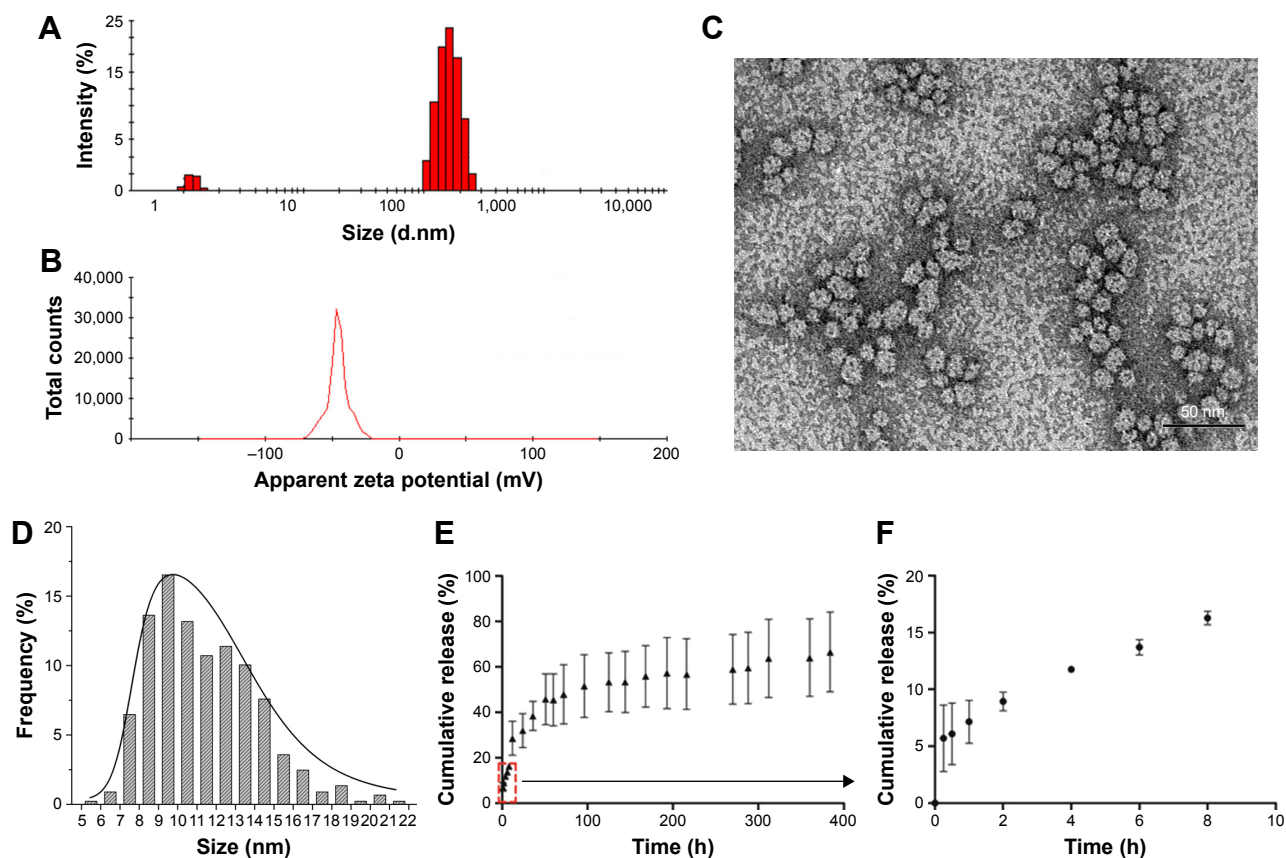 A
25
15
5
0
Intensity (%)
1 10 100 1,000 10,000
Size (d.nm)
B
40,000
30,000
20,000
10,000
0
Total counts
–100 0 100 200
Apparent zeta potential (mV)
C
50 nm
D
20
15
10
5
0
Frequency (%)
5 6 7 8 9 10 11 12 13 14 15 16 17 18 19 20 21 22
Size (nm)
E
100
80
60
40
20
0
Cumulative release (%)
0 100 200 300 400
Time (h)
F
20
15
10
5
0
Cumulative release (%)
0 2 4 6 8 10
Time (h)